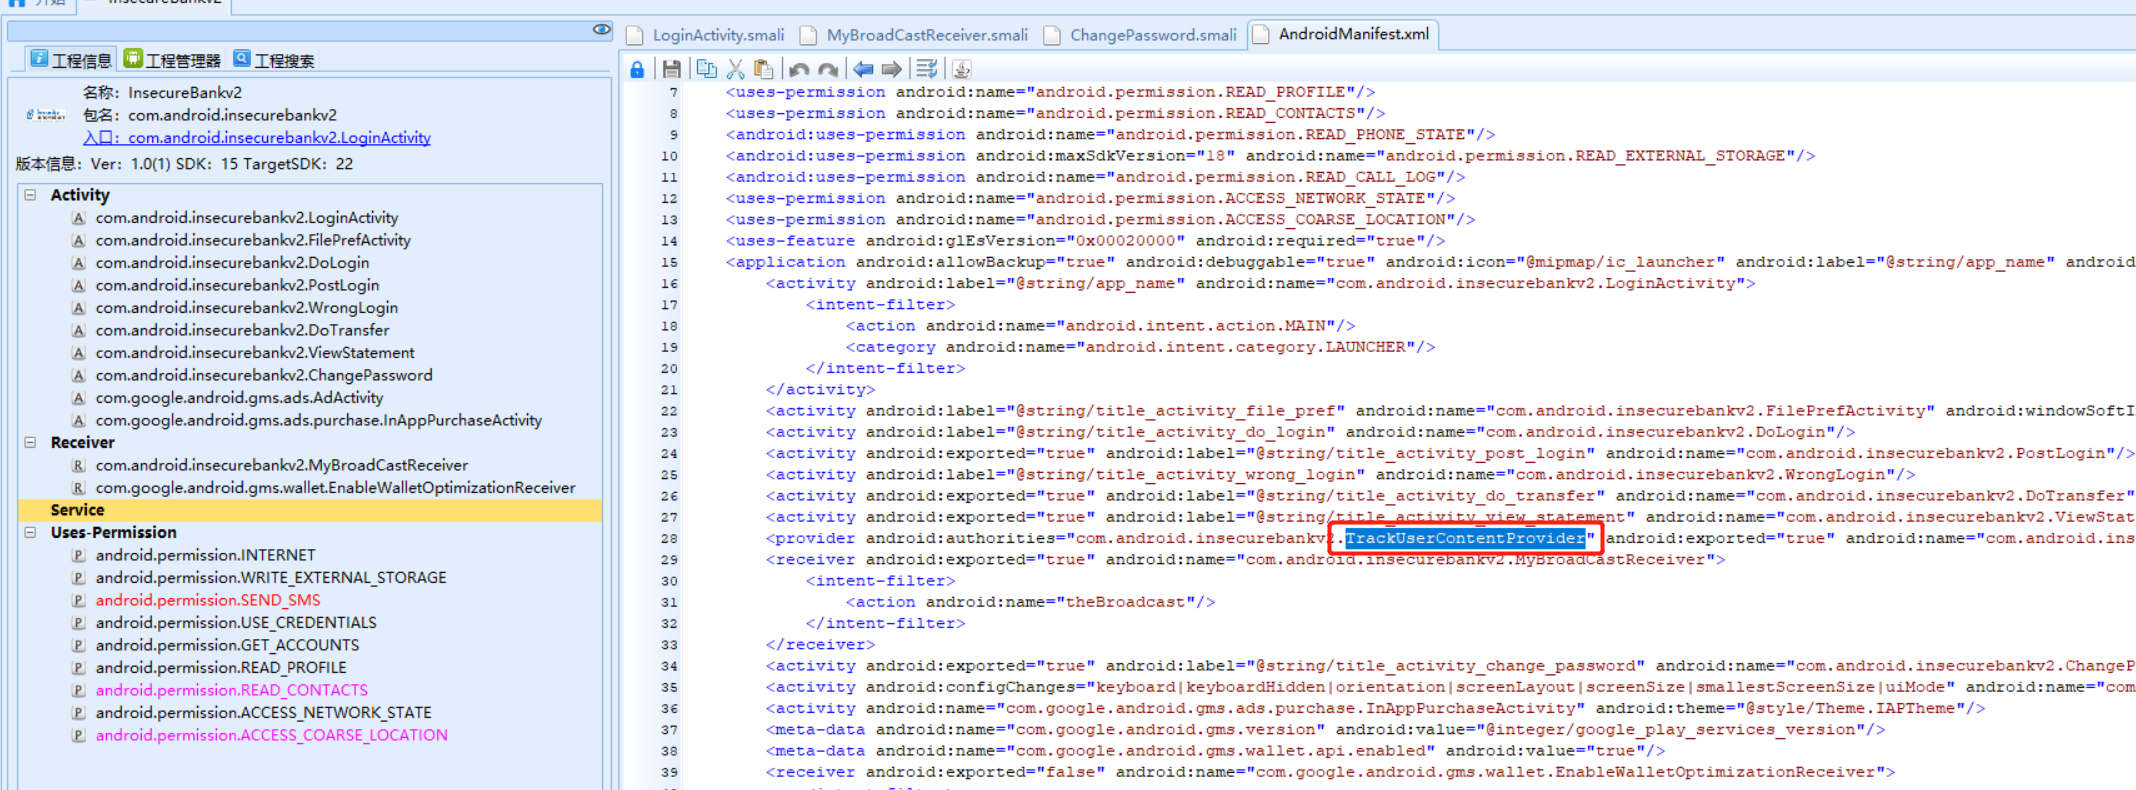 开始
InsecureBankv2
工程信息 工程管理器 工程搜索
名称：InsecureBankv2
包名：com.android.insecurebankv2
入口：com.android.insecurebankv2.LoginActivity
版本信息：Ver：1.0(1) SDK：15 TargetSDK：22
Activity
com.android.insecurebankv2.LoginActivity
com.android.insecurebankv2.FilePrefActivity
com.android.insecurebankv2.DoLogin
com.android.insecurebankv2.PostLogin
com.android.insecurebankv2.WrongLogin
com.android.insecurebankv2.DoTransfer
com.android.insecurebankv2.ViewStatement
com.android.insecurebankv2.ChangePassword
com.google.android.gms.ads.AdActivity
com.google.android.gms.ads.purchase.InAppPurchaseActivity
Receiver
com.android.insecurebankv2.MyBroadCastReceiver
com.google.android.gms.wallet.EnableWalletOptimizationReceiver
Service
Uses-Permission
android.permission.INTERNET
android.permission.WRITE_EXTERNAL_STORAGE
android.permission.SEND_SMS
android.permission.USE_CREDENTIALS
android.permission.GET_ACCOUNTS
android.permission.READ_PROFILE
android.permission.READ_CONTACTS
android.permission.ACCESS_NETWORK_STATE
android.permission.ACCESS_COARSE_LOCATION
LoginActivity.smali MyBroadCastReceiver.smali ChangePassword.smali AndroidManifest.xml
7 <uses-permission android:name="android.permission.READ_PROFILE"/>
8 <uses-permission android:name="android.permission.READ_CONTACTS"/>
9 <android:uses-permission android:name="android.permission.READ_PHONE_STATE"/>
10 <android:uses-permission android:maxSdkVersion="18" android:name="android.permission.READ_EXTERNAL_STORAGE"/>
11 <android:uses-permission android:name="android.permission.READ_CALL_LOG"/>
12 <uses-permission android:name="android.permission.ACCESS_NETWORK_STATE"/>
13 <uses-permission android:name="android.permission.ACCESS_COARSE_LOCATION"/>
14 <uses-feature android:glEsVersion="0x00020000" android:required="true"/>
15 <application android:allowBackup="true" android:debuggable="true" android:icon="@mipmap/ic_launcher" android:label="@string/app_name" android
16 <activity android:label="@string/app_name" android:name="com.android.insecurebankv2.LoginActivity">
17 <intent-filter>
18 <action android:name="android.intent.action.MAIN"/>
19 <category android:name="android.intent.category.LAUNCHER"/>
20 </intent-filter>
21 </activity>
22 <activity android:label="@string/title_activity_file_pref" android:name="com.android.insecurebankv2.FilePrefActivity" android:windowSoftI
23 <activity android:label="@string/title_activity_do_login" android:name="com.android.insecurebankv2.DoLogin"/>
24 <activity android:exported="true" android:label="@string/title_activity_post_login" android:name="com.android.insecurebankv2.PostLogin"/>
25 <activity android:label="@string/title_activity_wrong_login" android:name="com.android.insecurebankv2.WrongLogin"/>
26 <activity android:exported="true" android:label="@string/title_activity_do_transfer" android:name="com.android.insecurebankv2.DoTransfer"
27 <activity android:exported="true" android:label="@string/title_activity_view_statement" android:name="com.android.insecurebankv2.ViewStat
28 <provider android:authorities="com.android.insecurebankv2.TrackUserContentProvider" android:exported="true" android:name="com.android.ins
29 <receiver android:exported="true" android:name="com.android.insecurebankv2.MyBroadCastReceiver">
30 <intent-filter>
31 <action android:name="theBroadcast"/>
32 </intent-filter>
33 </receiver>
34 <activity android:exported="true" android:label="@string/title_activity_change_password" android:name="com.android.insecurebankv2.ChangeP
35 <activity android:configChanges="keyboard|keyboardHidden|orientation|screenLayout|screenSize|smallestScreenSize|uiMode" android:name="com
36 <activity android:name="com.google.android.gms.ads.purchase.InAppPurchaseActivity" android:theme="@style/Theme.IAPTheme"/>
37 <meta-data android:name="com.google.android.gms.version" android:value="@integer/google_play_services_version"/>
38 <meta-data android:name="com.google.android.gms.wallet.api.enabled" android:value="true"/>
39 <receiver android:exported="false" android:name="com.google.android.gms.wallet.EnableWalletOptimizationReceiver">